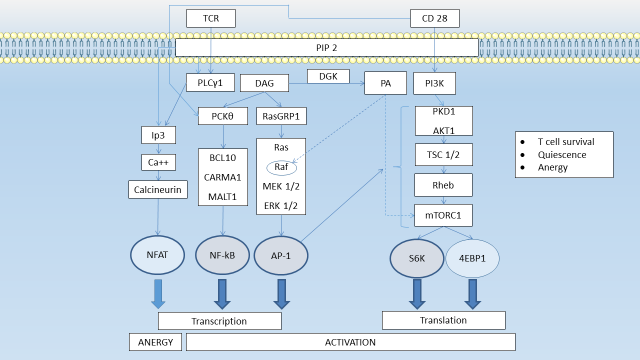 TCR
CD 28
PIP 2
PLCγ1
DAG
DGK
PA
PI3K
PCKθ
RasGRP1
PKD1
AKT1
Ip3
Ca++
Calcineurin
BCL10
CARMA1
MALT1
Ras
Raf
MEK 1/2
ERK 1/2
TSC 1/2
Rheb
mTORC1
• T cell survival
• Quiescence
• Anergy
NFAT
NF-kB
AP-1
S6K
4EBP1
Transcription
Translation
ANERGY
ACTIVATION